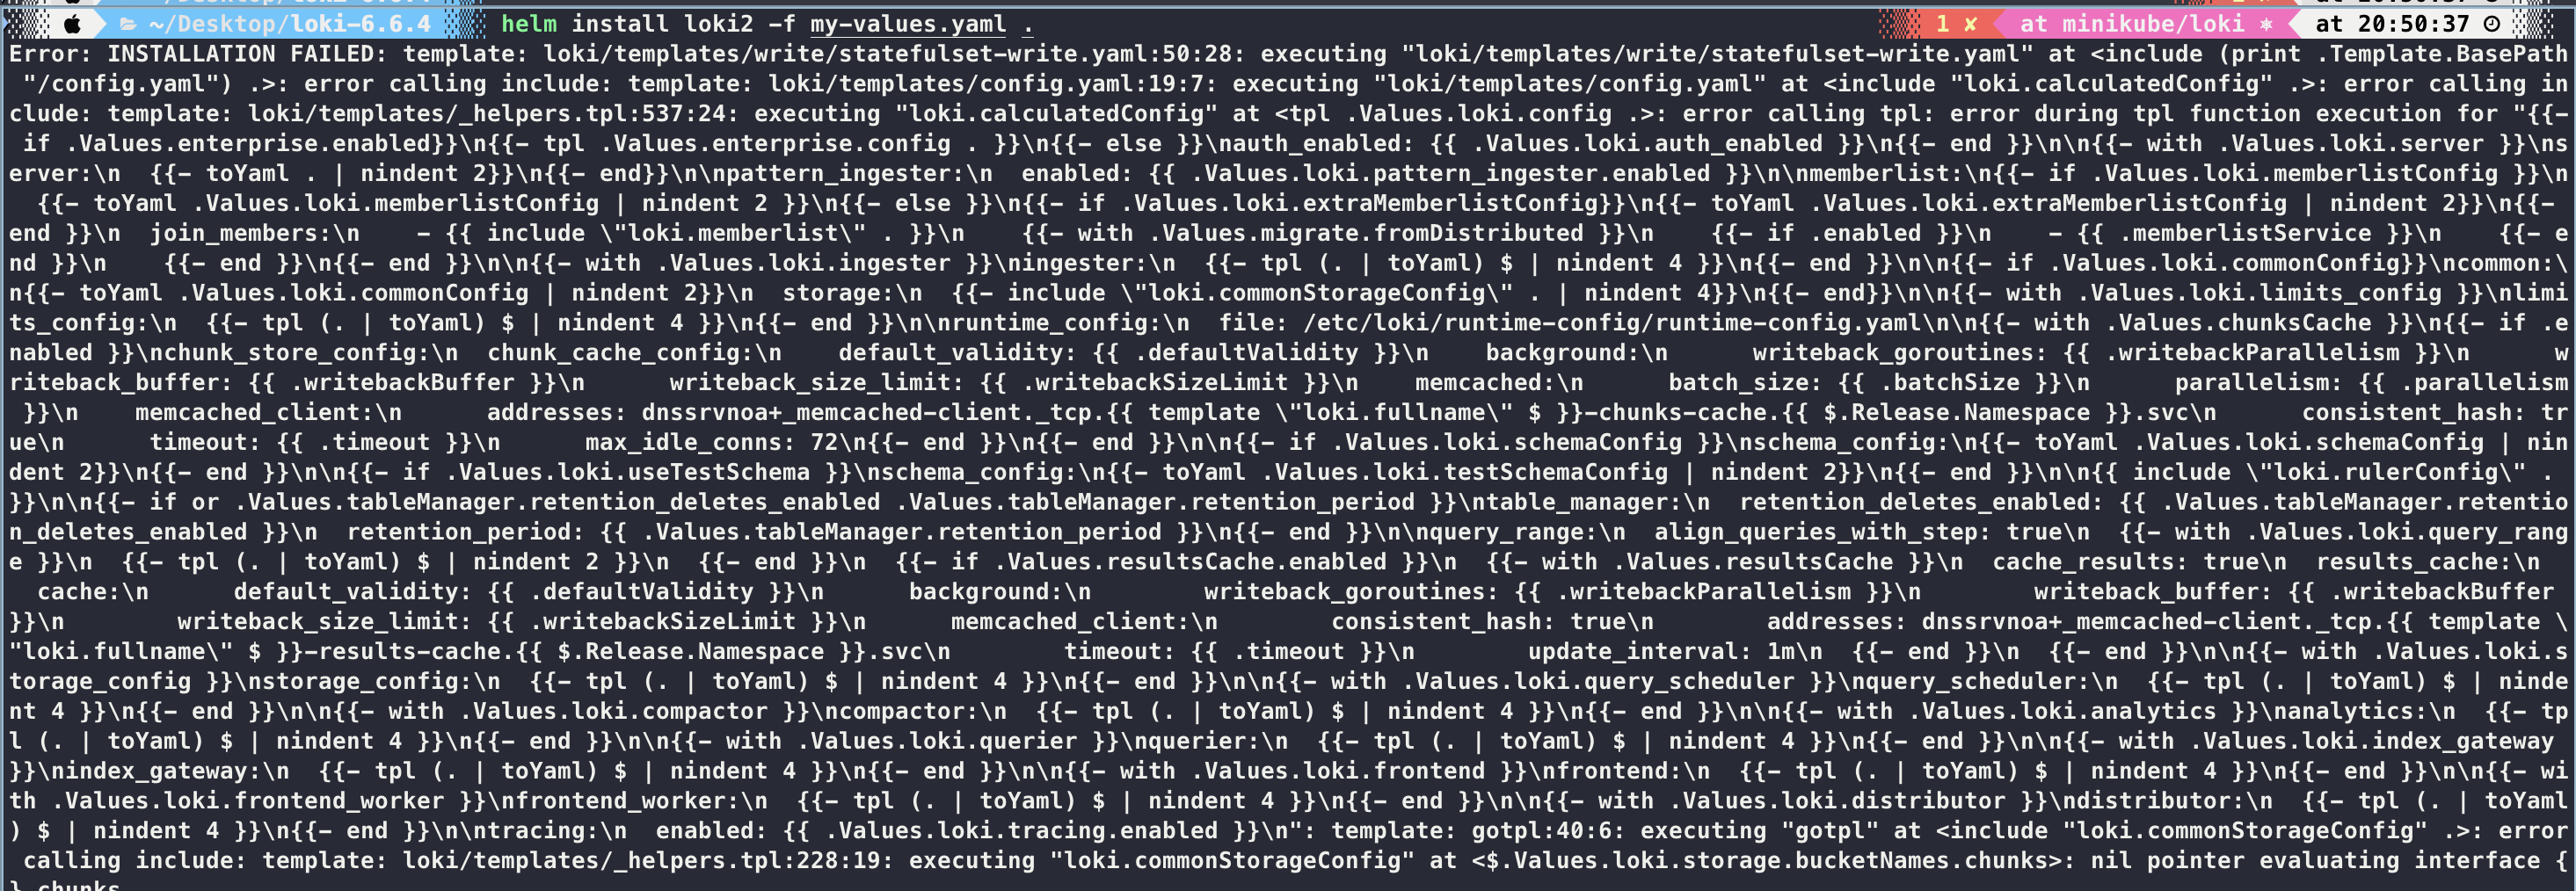 ~/Desktop/loki-6.6.4 helm install loki2 -f my-values.yaml . 1 ✘ at minikube/loki ⎈ at 20:50:37
Error: INSTALLATION FAILED: template: loki/templates/write/statefulset-write.yaml:50:28: executing "loki/templates/write/statefulset-write.yaml" at <include (print .Template.BasePath
 "/config.yaml") .>: error calling include: template: loki/templates/config.yaml:19:7: executing "loki/templates/config.yaml" at <include "loki.calculatedConfig" .>: error calling in
clude: template: loki/templates/_helpers.tpl:537:24: executing "loki.calculatedConfig" at <tpl .Values.loki.config .>: error calling tpl: error during tpl function execution for "{{-
 if .Values.enterprise.enabled}}\n{{- tpl .Values.enterprise.config . }}\n{{- else }}\nauth_enabled: {{ .Values.loki.auth_enabled }}\n{{- end }}\n\n{{- with .Values.loki.server }}\ns
erver:\n  {{- toYaml . | nindent 2}}\n{{- end}}\n\npattern_ingester:\n  enabled: {{ .Values.loki.pattern_ingester.enabled }}\n\nmemberlist:\n{{- if .Values.loki.memberlistConfig }}\n
  {{- toYaml .Values.loki.memberlistConfig | nindent 2 }}\n{{- else }}\n{{- if .Values.loki.extraMemberlistConfig}}\n{{- toYaml .Values.loki.extraMemberlistConfig | nindent 2}}\n{{-
end }}\n  join_members:\n    - {{ include \"loki.memberlist\" . }}\n    {{- with .Values.migrate.fromDistributed }}\n    {{- if .enabled }}\n    - {{ .memberlistService }}\n    {{- e
nd }}\n    {{- end }}\n{{- end }}\n\n{{- with .Values.loki.ingester }}\ningester:\n  {{- tpl (. | toYaml) $ | nindent 4 }}\n{{- end }}\n\n{{- if .Values.loki.commonConfig}}\ncommon:\
n{{- toYaml .Values.loki.commonConfig | nindent 2}}\n  storage:\n  {{- include \"loki.commonStorageConfig\" . | nindent 4}}\n{{- end}}\n\n{{- with .Values.loki.limits_config }}\nlimi
ts_config:\n  {{- tpl (. | toYaml) $ | nindent 4 }}\n{{- end }}\n\nruntime_config:\n  file: /etc/loki/runtime-config/runtime-config.yaml\n\n{{- with .Values.chunksCache }}\n{{- if .e
nabled }}\nchunk_store_config:\n  chunk_cache_config:\n    default_validity: {{ .defaultValidity }}\n    background:\n      writeback_goroutines: {{ .writebackParallelism }}\n      w
riteback_buffer: {{ .writebackBuffer }}\n      writeback_size_limit: {{ .writebackSizeLimit }}\n    memcached:\n      batch_size: {{ .batchSize }}\n      parallelism: {{ .parallelism
 }}\n    memcached_client:\n      addresses: dnssrvnoa+_memcached-client._tcp.{{ template \"loki.fullname\" $ }}-chunks-cache.{{ $.Release.Namespace }}.svc\n      consistent_hash: tr
ue\n      timeout: {{ .timeout }}\n      max_idle_conns: 72\n{{- end }}\n{{- end }}\n\n{{- if .Values.loki.schemaConfig }}\nschema_config:\n{{- toYaml .Values.loki.schemaConfig | nin
dent 2}}\n{{- end }}\n\n{{- if .Values.loki.useTestSchema }}\nschema_config:\n{{- toYaml .Values.loki.testSchemaConfig | nindent 2}}\n{{- end }}\n\n{{ include \"loki.rulerConfig\" .
}}\n\n{{- if or .Values.tableManager.retention_deletes_enabled .Values.tableManager.retention_period }}\ntable_manager:\n  retention_deletes_enabled: {{ .Values.tableManager.retentio
n_deletes_enabled }}\n  retention_period: {{ .Values.tableManager.retention_period }}\n{{- end }}\n\nquery_range:\n  align_queries_with_step: true\n  {{- with .Values.loki.query_rang
e }}\n  {{- tpl (. | toYaml) $ | nindent 2 }}\n  {{- end }}\n  {{- if .Values.resultsCache.enabled }}\n  {{- with .Values.resultsCache }}\n  cache_results: true\n  results_cache:\n
  cache:\n      default_validity: {{ .defaultValidity }}\n      background:\n        writeback_goroutines: {{ .writebackParallelism }}\n        writeback_buffer: {{ .writebackBuffer
}}\n        writeback_size_limit: {{ .writebackSizeLimit }}\n      memcached_client:\n        consistent_hash: true\n        addresses: dnssrvnoa+_memcached-client._tcp.{{ template \
"loki.fullname\" $ }}-results-cache.{{ $.Release.Namespace }}.svc\n        timeout: {{ .timeout }}\n        update_interval: 1m\n  {{- end }}\n  {{- end }}\n\n{{- with .Values.loki.s
torage_config }}\nstorage_config:\n  {{- tpl (. | toYaml) $ | nindent 4 }}\n{{- end }}\n\n{{- with .Values.loki.query_scheduler }}\nquery_scheduler:\n  {{- tpl (. | toYaml) $ | ninde
nt 4 }}\n{{- end }}\n\n{{- with .Values.loki.compactor }}\ncompactor:\n  {{- tpl (. | toYaml) $ | nindent 4 }}\n{{- end }}\n\n{{- with .Values.loki.analytics }}\nanalytics:\n  {{- tp
l (. | toYaml) $ | nindent 4 }}\n{{- end }}\n\n{{- with .Values.loki.querier }}\nquerier:\n  {{- tpl (. | toYaml) $ | nindent 4 }}\n{{- end }}\n\n{{- with .Values.loki.index_gateway
}}\nindex_gateway:\n  {{- tpl (. | toYaml) $ | nindent 4 }}\n{{- end }}\n\n{{- with .Values.loki.frontend }}\nfrontend:\n  {{- tpl (. | toYaml) $ | nindent 4 }}\n{{- end }}\n\n{{- wi
th .Values.loki.frontend_worker }}\nfrontend_worker:\n  {{- tpl (. | toYaml) $ | nindent 4 }}\n{{- end }}\n\n{{- with .Values.loki.distributor }}\ndistributor:\n  {{- tpl (. | toYaml
) $ | nindent 4 }}\n{{- end }}\n\ntracing:\n  enabled: {{ .Values.loki.tracing.enabled }}\n": template: gotpl:40:6: executing "gotpl" at <include "loki.commonStorageConfig" .>: error
 calling include: template: loki/templates/_helpers.tpl:228:19: executing "loki.commonStorageConfig" at <$.Values.loki.storage.bucketNames.chunks>: nil pointer evaluating interface {
}.chunks